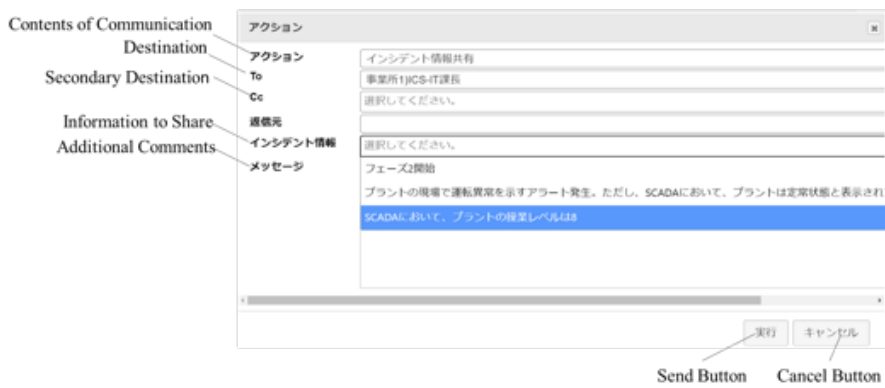 Contents of Communication
アクション
Destination
アクション
インシデント情報共有
To
事業所1)ICS-IT課長
Secondary Destination
Cc
選択してください。
Information to Share
返信元
インシデント情報
選択してください。
Additional Comments
メッセージ
フェーズ2開始
プラントの現場で運転異常を示すアラート発生。ただし、SCADAにおいて、プラントは定常状態と表示され
SCADAにおいて、プラントの操業レベルは8
実行
キャンセル
Send Button
Cancel Button